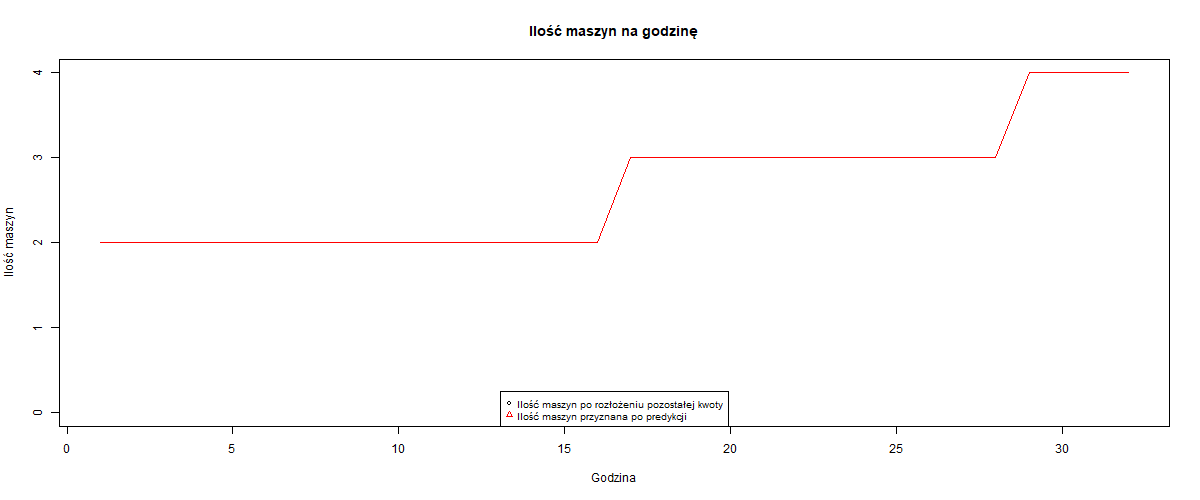 Ilość maszyn na godzinę
Ilość maszyn
4
3
2
1
0
Ilość maszyn po rozłożeniu pozostałej kwoty
Ilość maszyn przyznana po predykcji
0 5 10 15 20 25 30
Godzina